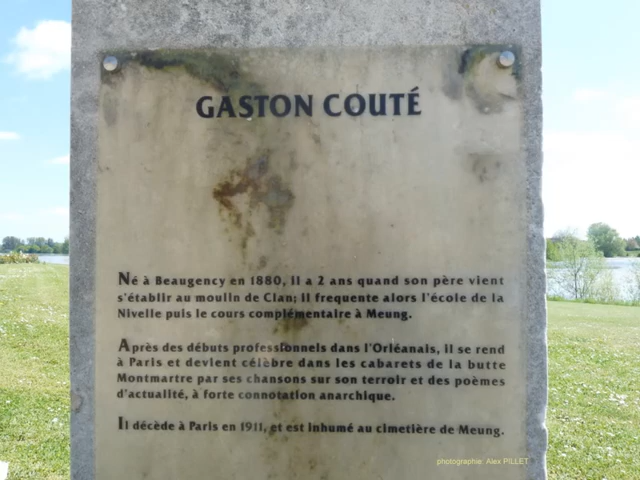 GASTON COUTÉ
Né à Beaugency en 1880, il a 2 ans quand son père vient
s'établir au moulin de Clan; il frequente alors l'école de la
Nivelle puis le cours complémentaire à Meung.
Après des débuts professionnels dans l'Orléanais, il se rend
à Paris et devient célèbre dans les cabarets de la butte
Montmartre par ses chansons sur son terroir et des poèmes
d'actualité, à forte connotation anarchique.
Il décède à Paris en 1911, et est inhumé au cimetière de Meung.
photographie: Alex PILLET